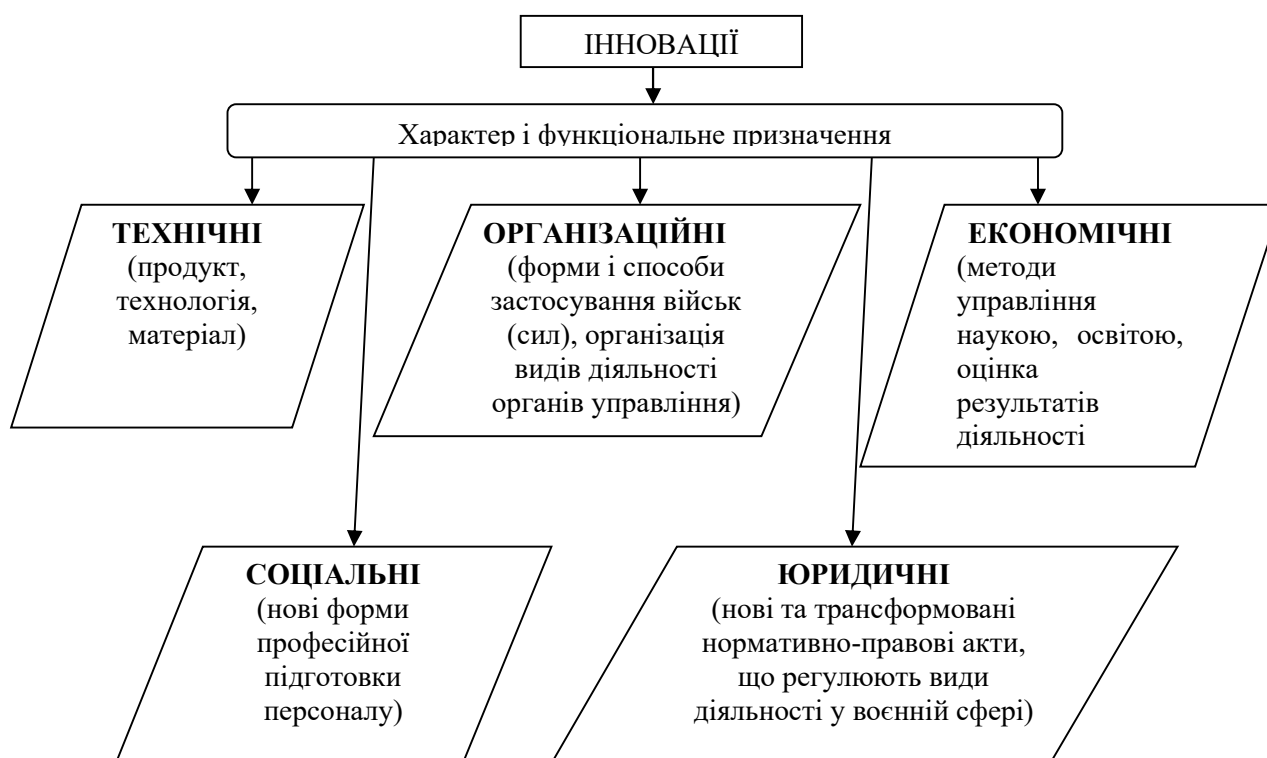 ІННОВАЦІЇ
Характер і функціональне призначення
ТЕХНІЧНІ
(продукт,
технологія,
матеріал)
ОРГАНІЗАЦІЙНІ
(форми і способи
застосування військ
(сил), організація
видів діяльності
органів управління)
ЕКОНОМІЧНІ
(методи
управління
наукою, освітою,
оцінка
результатів
діяльності
СОЦІАЛЬНІ
(нові форми
професійної
підготовки
персоналу)
ЮРИДИЧНІ
(нові та трансформовані
нормативно-правові акти,
що регулюють види
діяльності у воєнній сфері)